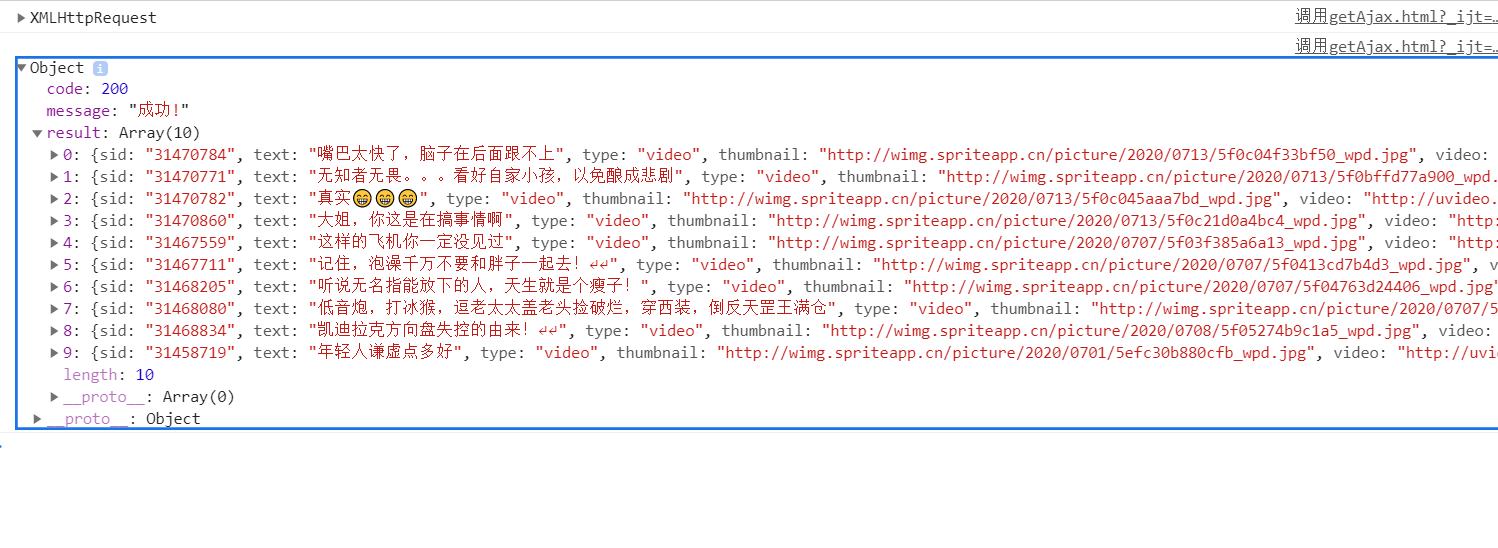 ▶XMLHttpRequest 调用getAjax.html?_ijt=…
调用getAjax.html?_ijt=…
▼Object i
code: 200
message: "成功!"
▼result: Array(10)
▶0: {sid: "31470784", text: "嘴巴太快了，脑子在后面跟不上", type: "video", thumbnail: "http://wimg.spriteapp.cn/picture/2020/0713/5f0c04f33bf50_wpd.jpg", video:
▶1: {sid: "31470771", text: "无知者无畏。。。看好自家小孩，以免酿成悲剧", type: "video", thumbnail: "http://wimg.spriteapp.cn/picture/2020/0713/5f0bffd77a900_wpd.
▶2: {sid: "31470782", text: "真实😁😁😁", type: "video", thumbnail: "http://wimg.spriteapp.cn/picture/2020/0713/5f0c045aaa7bd_wpd.jpg", video: "http://uvideo.
▶3: {sid: "31470860", text: "大姐，你这是在搞事情啊", type: "video", thumbnail: "http://wimg.spriteapp.cn/picture/2020/0713/5f0c21d0a4bc4_wpd.jpg", video: "http:
▶4: {sid: "31467559", text: "这样的飞机你一定没见过", type: "video", thumbnail: "http://wimg.spriteapp.cn/picture/2020/0707/5f03f385a6a13_wpd.jpg", video: "http:
▶5: {sid: "31467711", text: "记住，泡澡千万不要和胖子一起去！↵↵", type: "video", thumbnail: "http://wimg.spriteapp.cn/picture/2020/0707/5f0413cd7b4d3_wpd.jpg", v
▶6: {sid: "31468205", text: "听说无名指能放下的人，天生就是个瘦子！", type: "video", thumbnail: "http://wimg.spriteapp.cn/picture/2020/0707/5f04763d24406_wpd.jpg"
▶7: {sid: "31468080", text: "低音炮，打冰猴，逗老太太盖老头捡破烂，穿西装，倒反天罡王满仓", type: "video", thumbnail: "http://wimg.spriteapp.cn/picture/2020/0707/5
▶8: {sid: "31468834", text: "凯迪拉克方向盘失控的由来！↵↵", type: "video", thumbnail: "http://wimg.spriteapp.cn/picture/2020/0708/5f05274b9c1a5_wpd.jpg", video:
▶9: {sid: "31458719", text: "年轻人谦虚点多好", type: "video", thumbnail: "http://wimg.spriteapp.cn/picture/2020/0701/5efc30b880cfb_wpd.jpg", video: "http://uvi
length: 10
▶__proto__: Array(0)
▶__proto__: Object